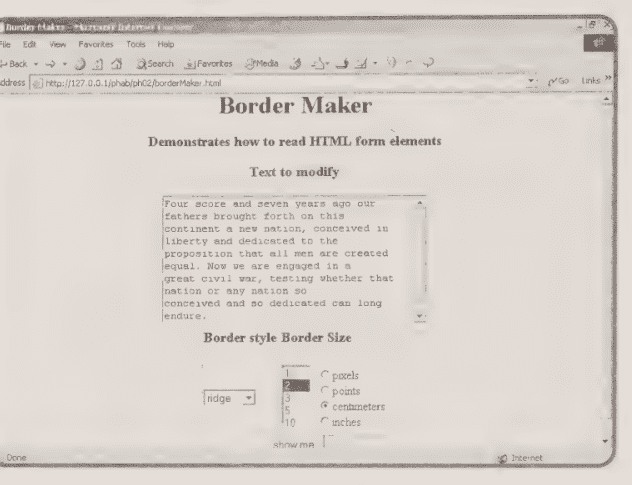 Border Maker - Microsoft Internet Explorer
File Edit View Favorites Tools Help
Back Search Favorites Media
Address http://127.0.0.1/phab/ph02/borderMaker.html Go Links »
Border Maker
Demonstrates how to read HTML form elements
Text to modify
Four score and seven years ago our
fathers brought forth on this
continent a new nation, conceived in
liberty and dedicated to the
proposition that all men are created
equal. Now we are engaged in a
great civil war, testing whether that
nation or any nation so
conceived and so dedicated can long
endure.
Border style Border Size
1 pixels
2 points
ridge 3 centimeters
5 inches
10
show me
Done Internet